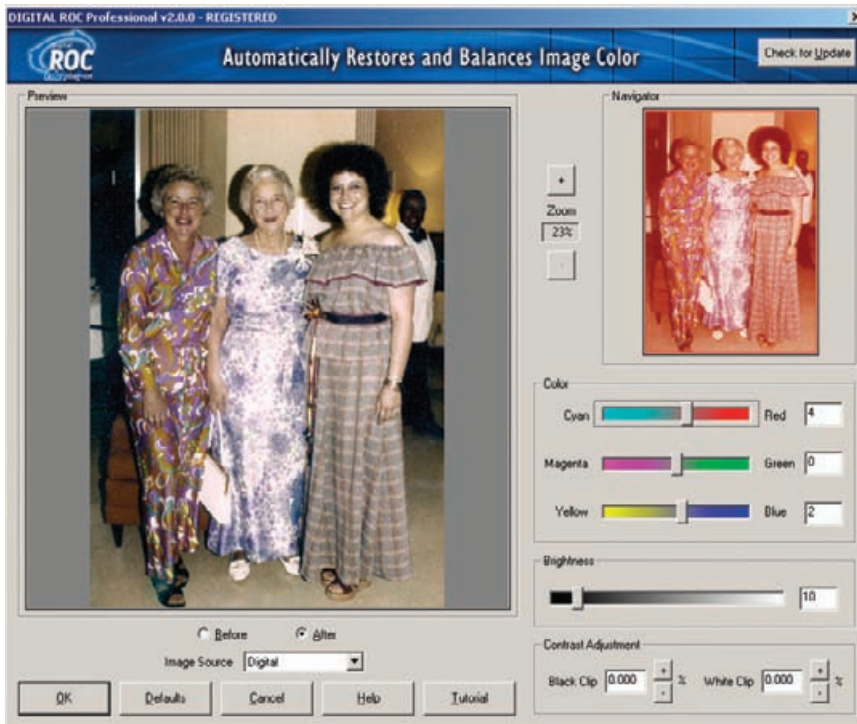 DIGITAL ROC Professional v2.0.0 - REGISTERED
ROC
Automatically Restores and Balances Image Color
Check for Update
Preview
Navigator
+
Zoom
23%
-
Color
Cyan Red 4
Magenta Green 0
Yellow Blue 2
Brightness
10
Before After
Image Source Digital
Contrast Adjustment
Black Clip 0.000 + - % White Clip 0.000 + - %
OK Defaults Cancel Help Tutorial